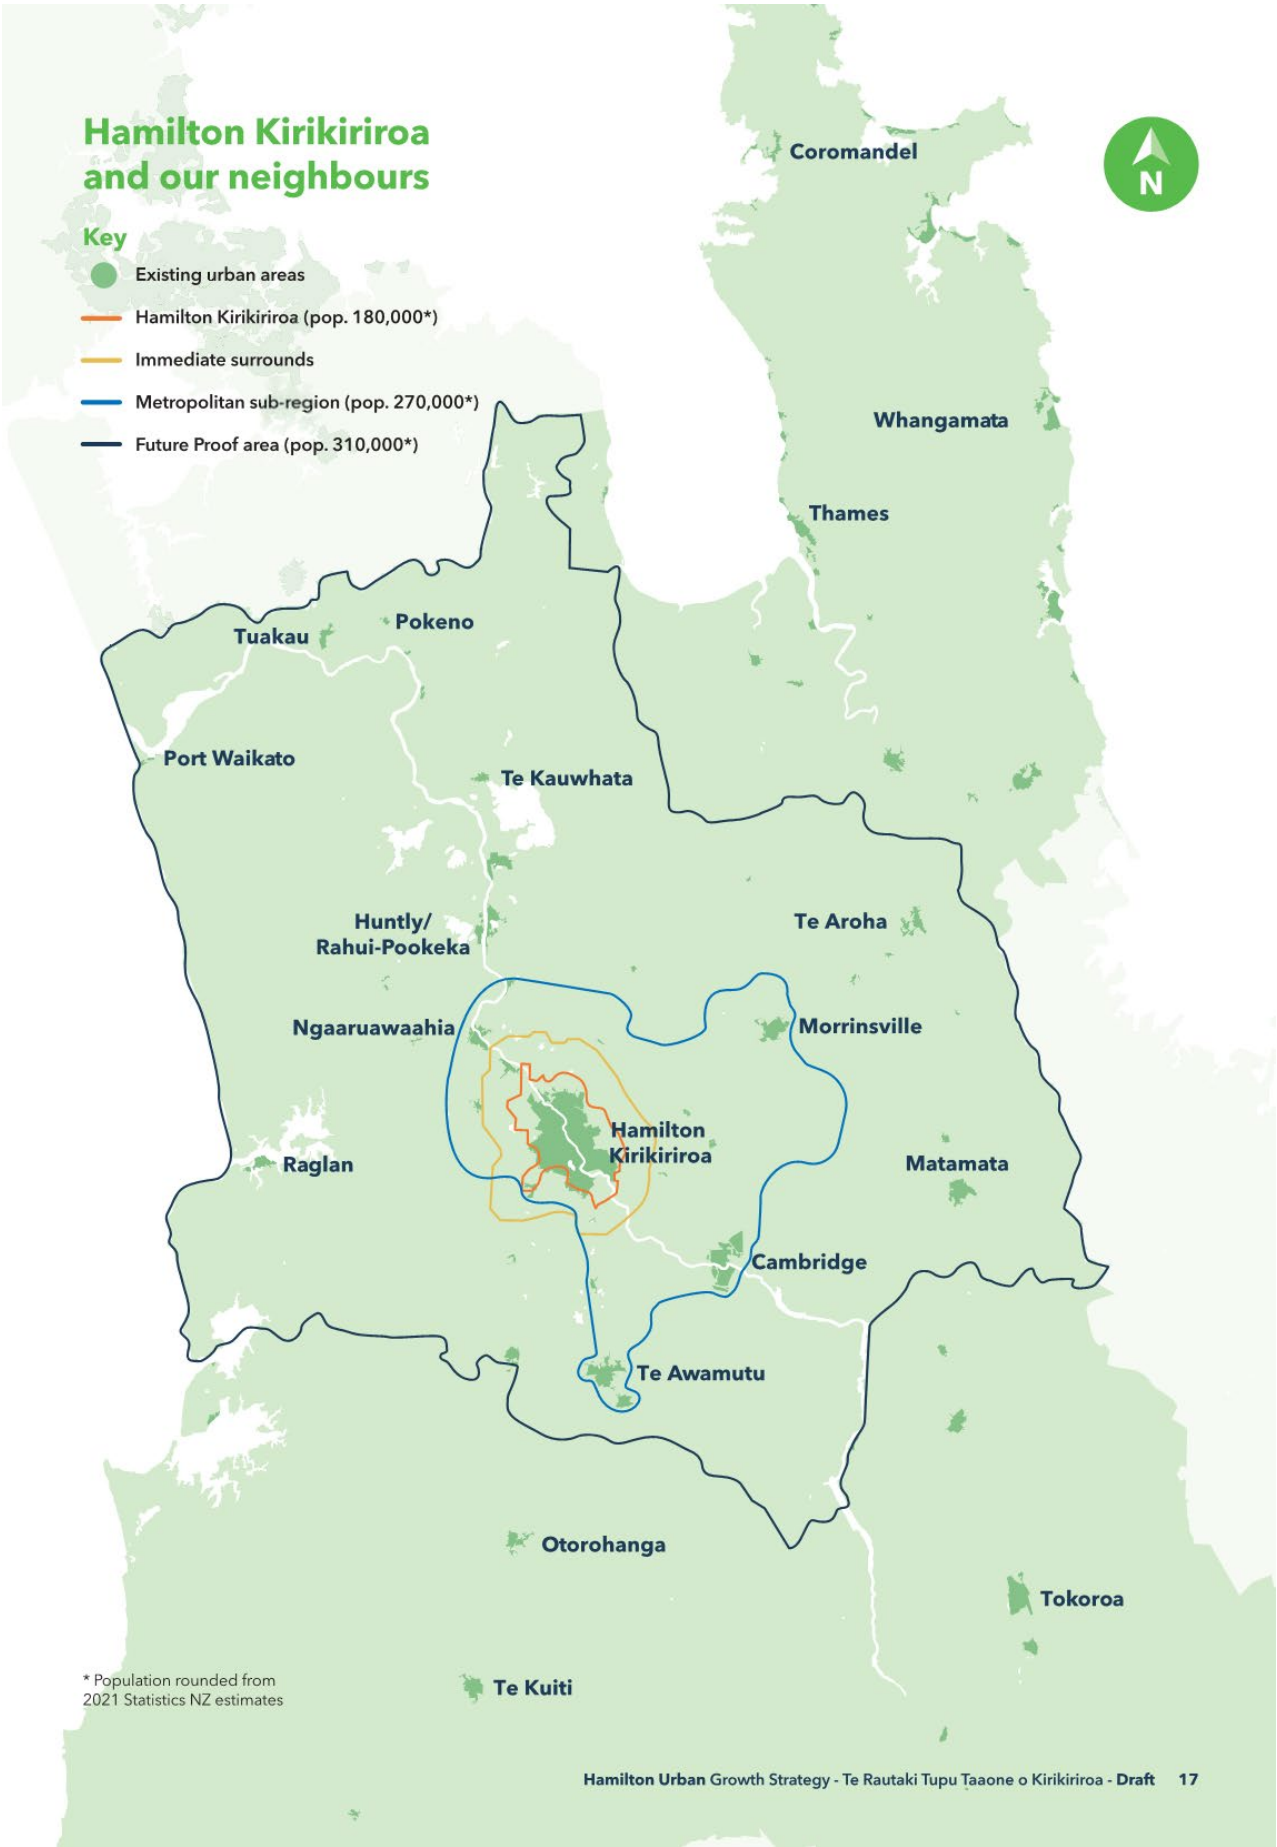 Hamilton Kirikiriroa
and our neighbours
Key
Existing urban areas
Hamilton Kirikiriroa (pop. 180,000*)
Immediate surrounds
Metropolitan sub-region (pop. 270,000*)
Future Proof area (pop. 310,000*)
N
Coromandel
Whangamata
Thames
Pokeno
Tuakau
Port Waikato
Te Kauwhata
Huntly/
Rahui-Pookeka
Te Aroha
Ngaaruawaahia
Morrinsville
Hamilton
Kirikiriroa
Raglan
Matamata
Cambridge
Te Awamutu
Otorohanga
Tokoroa
Te Kuiti
* Population rounded from
2021 Statistics NZ estimates
Hamilton Urban Growth Strategy - Te Rautaki Tupu Taaone o Kirikiriroa - Draft 17